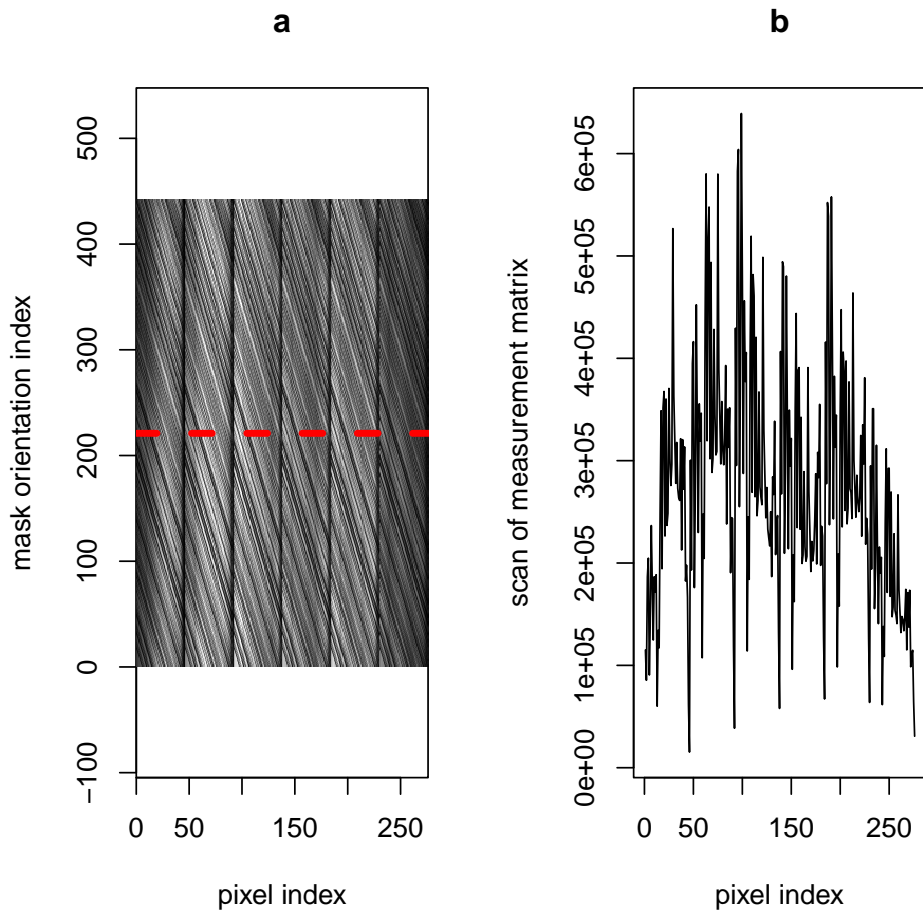 a
mask orientation index
500
400
300
200
100
0
−100
0 50 150 250
pixel index
b
scan of measurement matrix
6e+05
5e+05
4e+05
3e+05
2e+05
1e+05
0e+00
0 50 150 250
pixel index